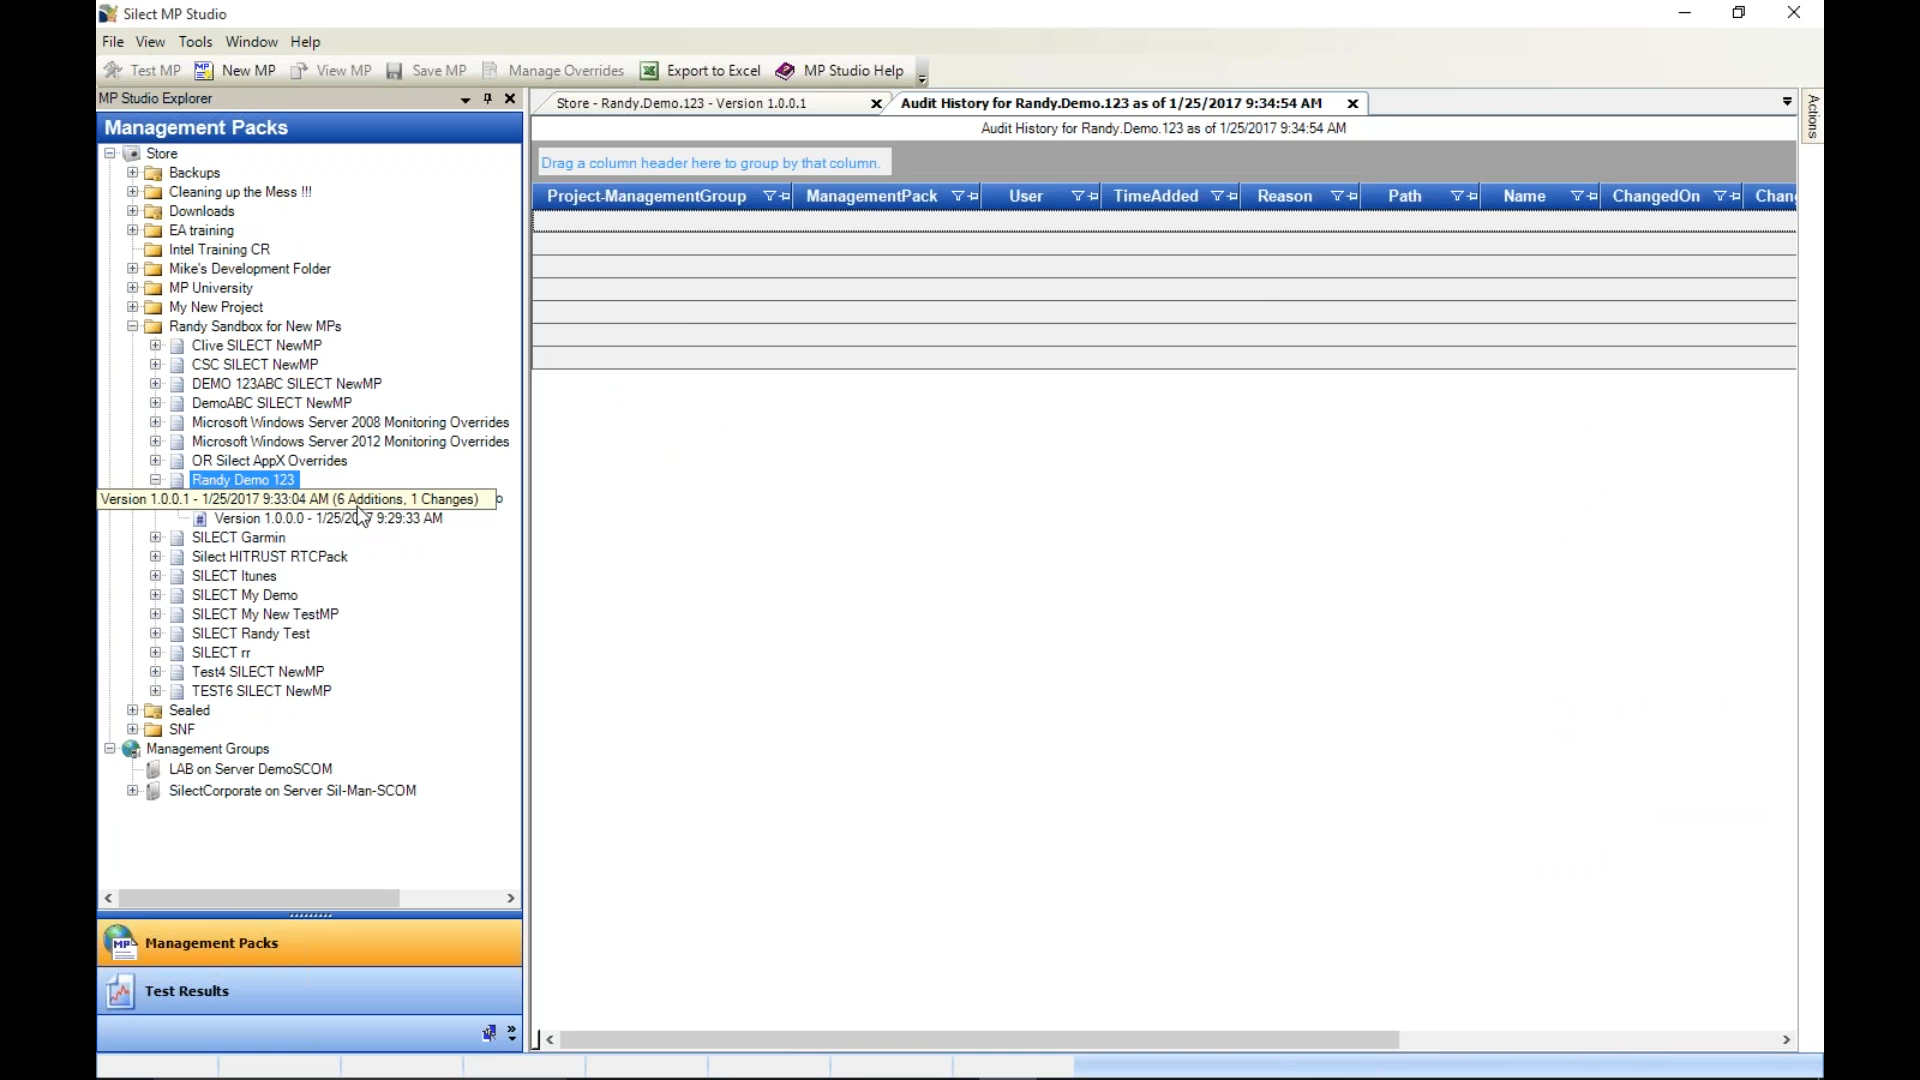 Silect MP Studio
File View Tools Window Help
Test MP New MP View MP Save MP Manage Overrides Export to Excel MP Studio Help
MP Studio Explorer
Management Packs
Store
Backups
Cleaning up the Mess !!!
Downloads
EA training
Intel Training CR
Mike's Development Folder
MP University
My New Project
Randy Sandbox for New MPs
Clive SILECT NewMP
CSC SILECT NewMP
DEMO 123ABC SILECT NewMP
DemoABC SILECT NewMP
Microsoft Windows Server 2008 Monitoring Overrides
Microsoft Windows Server 2012 Monitoring Overrides
OR Silect AppX Overrides
Randy Demo 123
Version 1.0.0.1 - 1/25/2017 9:33:04 AM (6 Additions, 1 Changes)
Version 1.0.0.0 - 1/25/2017 9:29:33 AM
SILECT Garmin
Silect HITRUST RTCPack
SILECT Itunes
SILECT My Demo
SILECT My New TestMP
SILECT Randy Test
SILECT rr
Test4 SILECT NewMP
TEST6 SILECT NewMP
Sealed
SNF
Management Groups
LAB on Server DemoSCOM
SilectCorporate on Server Sil-Man-SCOM
Management Packs
Test Results
Store - Randy.Demo.123 - Version 1.0.0.1
Audit History for Randy.Demo.123 as of 1/25/2017 9:34:54 AM
Audit History for Randy.Demo.123 as of 1/25/2017 9:34:54 AM
Drag a column header here to group by that column.
Project-ManagementGroup ManagementPack User TimeAdded Reason Path Name ChangedOn Chan
Actions